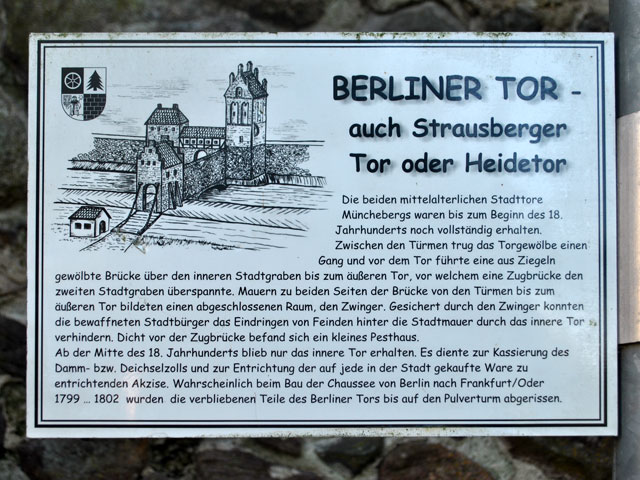 BERLINER TOR -
auch Strausberger
Tor oder Heidetor
Die beiden mittelalterlichen Stadttore
Münchebergs waren bis zum Beginn des 18.
Jahrhunderts noch vollständig erhalten.
Zwischen den Türmen trug das Torgewölbe einen
Gang und vor dem Tor führte eine aus Ziegeln
gewölbte Brücke über den inneren Stadtgraben bis zum äußeren Tor, vor welchem eine Zugbrücke den
zweiten Stadtgraben überspannte. Mauern zu beiden Seiten der Brücke von den Türmen bis zum
äußeren Tor bildeten einen abgeschlossenen Raum, den Zwinger. Gesichert durch den Zwinger konnten
die bewaffneten Stadtbürger das Eindringen von Feinden hinter die Stadtmauer durch das innere Tor
verhindern. Dicht vor der Zugbrücke befand sich ein kleines Pesthaus.
Ab der Mitte des 18. Jahrhunderts blieb nur das innere Tor erhalten. Es diente zur Kassierung des
Damm- bzw. Deichselzolls und zur Entrichtung der auf jede in der Stadt gekaufte Ware zu
entrichtenden Akzise. Wahrscheinlich beim Bau der Chaussee von Berlin nach Frankfurt/Oder
1799 ... 1802 wurden die verbliebenen Teile des Berliner Tors bis auf den Pulverturm abgerissen.